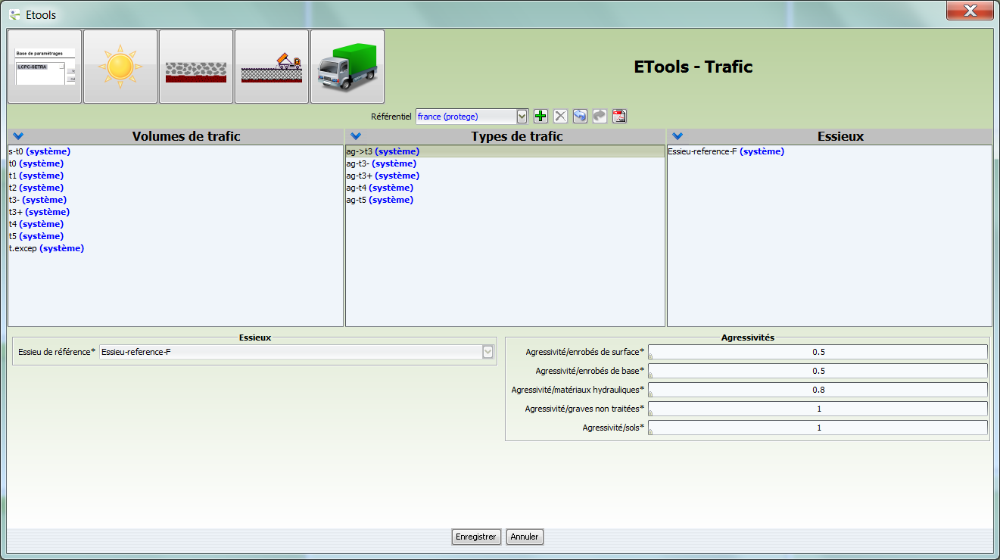 Etools
Base de paramétrages
LCPC-SETRA
ETools - Trafic
Référentiel france (protege)
Volumes de trafic
s-t0 (système)
t0 (système)
t1 (système)
t2 (système)
t3- (système)
t3+ (système)
t4 (système)
t5 (système)
t.excep (système)
Types de trafic
ag->t3 (système)
ag-t3- (système)
ag-t3+ (système)
ag-t4 (système)
ag-t5 (système)
Essieux
Essieu-reference-F (système)
Essieux
Essieu de référence* Essieu-reference-F
Agressivités
Agressivité/enrobés de surface* 0.5
Agressivité/enrobés de base* 0.5
Agressivité/matériaux hydrauliques* 0.8
Agressivité/graves non traitées* 1
Agressivité/sols* 1
Enregistrer Annuler